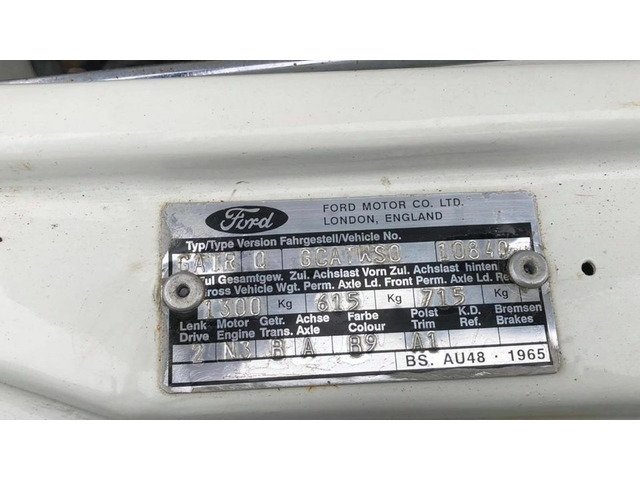 Ford
FORD MOTOR CO. LTD.
LONDON, ENGLAND
Typ/Type Version Fahrgestell/Vehicle No.
Q GCATWS0 10840
Zul Gesamtgew. Zul. Achslast Vorn Zul. Achslast hinten
Gross Vehicle Wgt. Perm. Axle Ld. Front Perm. Axle Ld.
1300 Kg 615 Kg 715 Kg
Lenk Motor Getr. Achse Farbe Polst K.D. Bremsen
Drive Engine Trans. Axle Colour Trim Ref. Brakes
2 N3 B A B9 A1
BS. AU48 · 1965